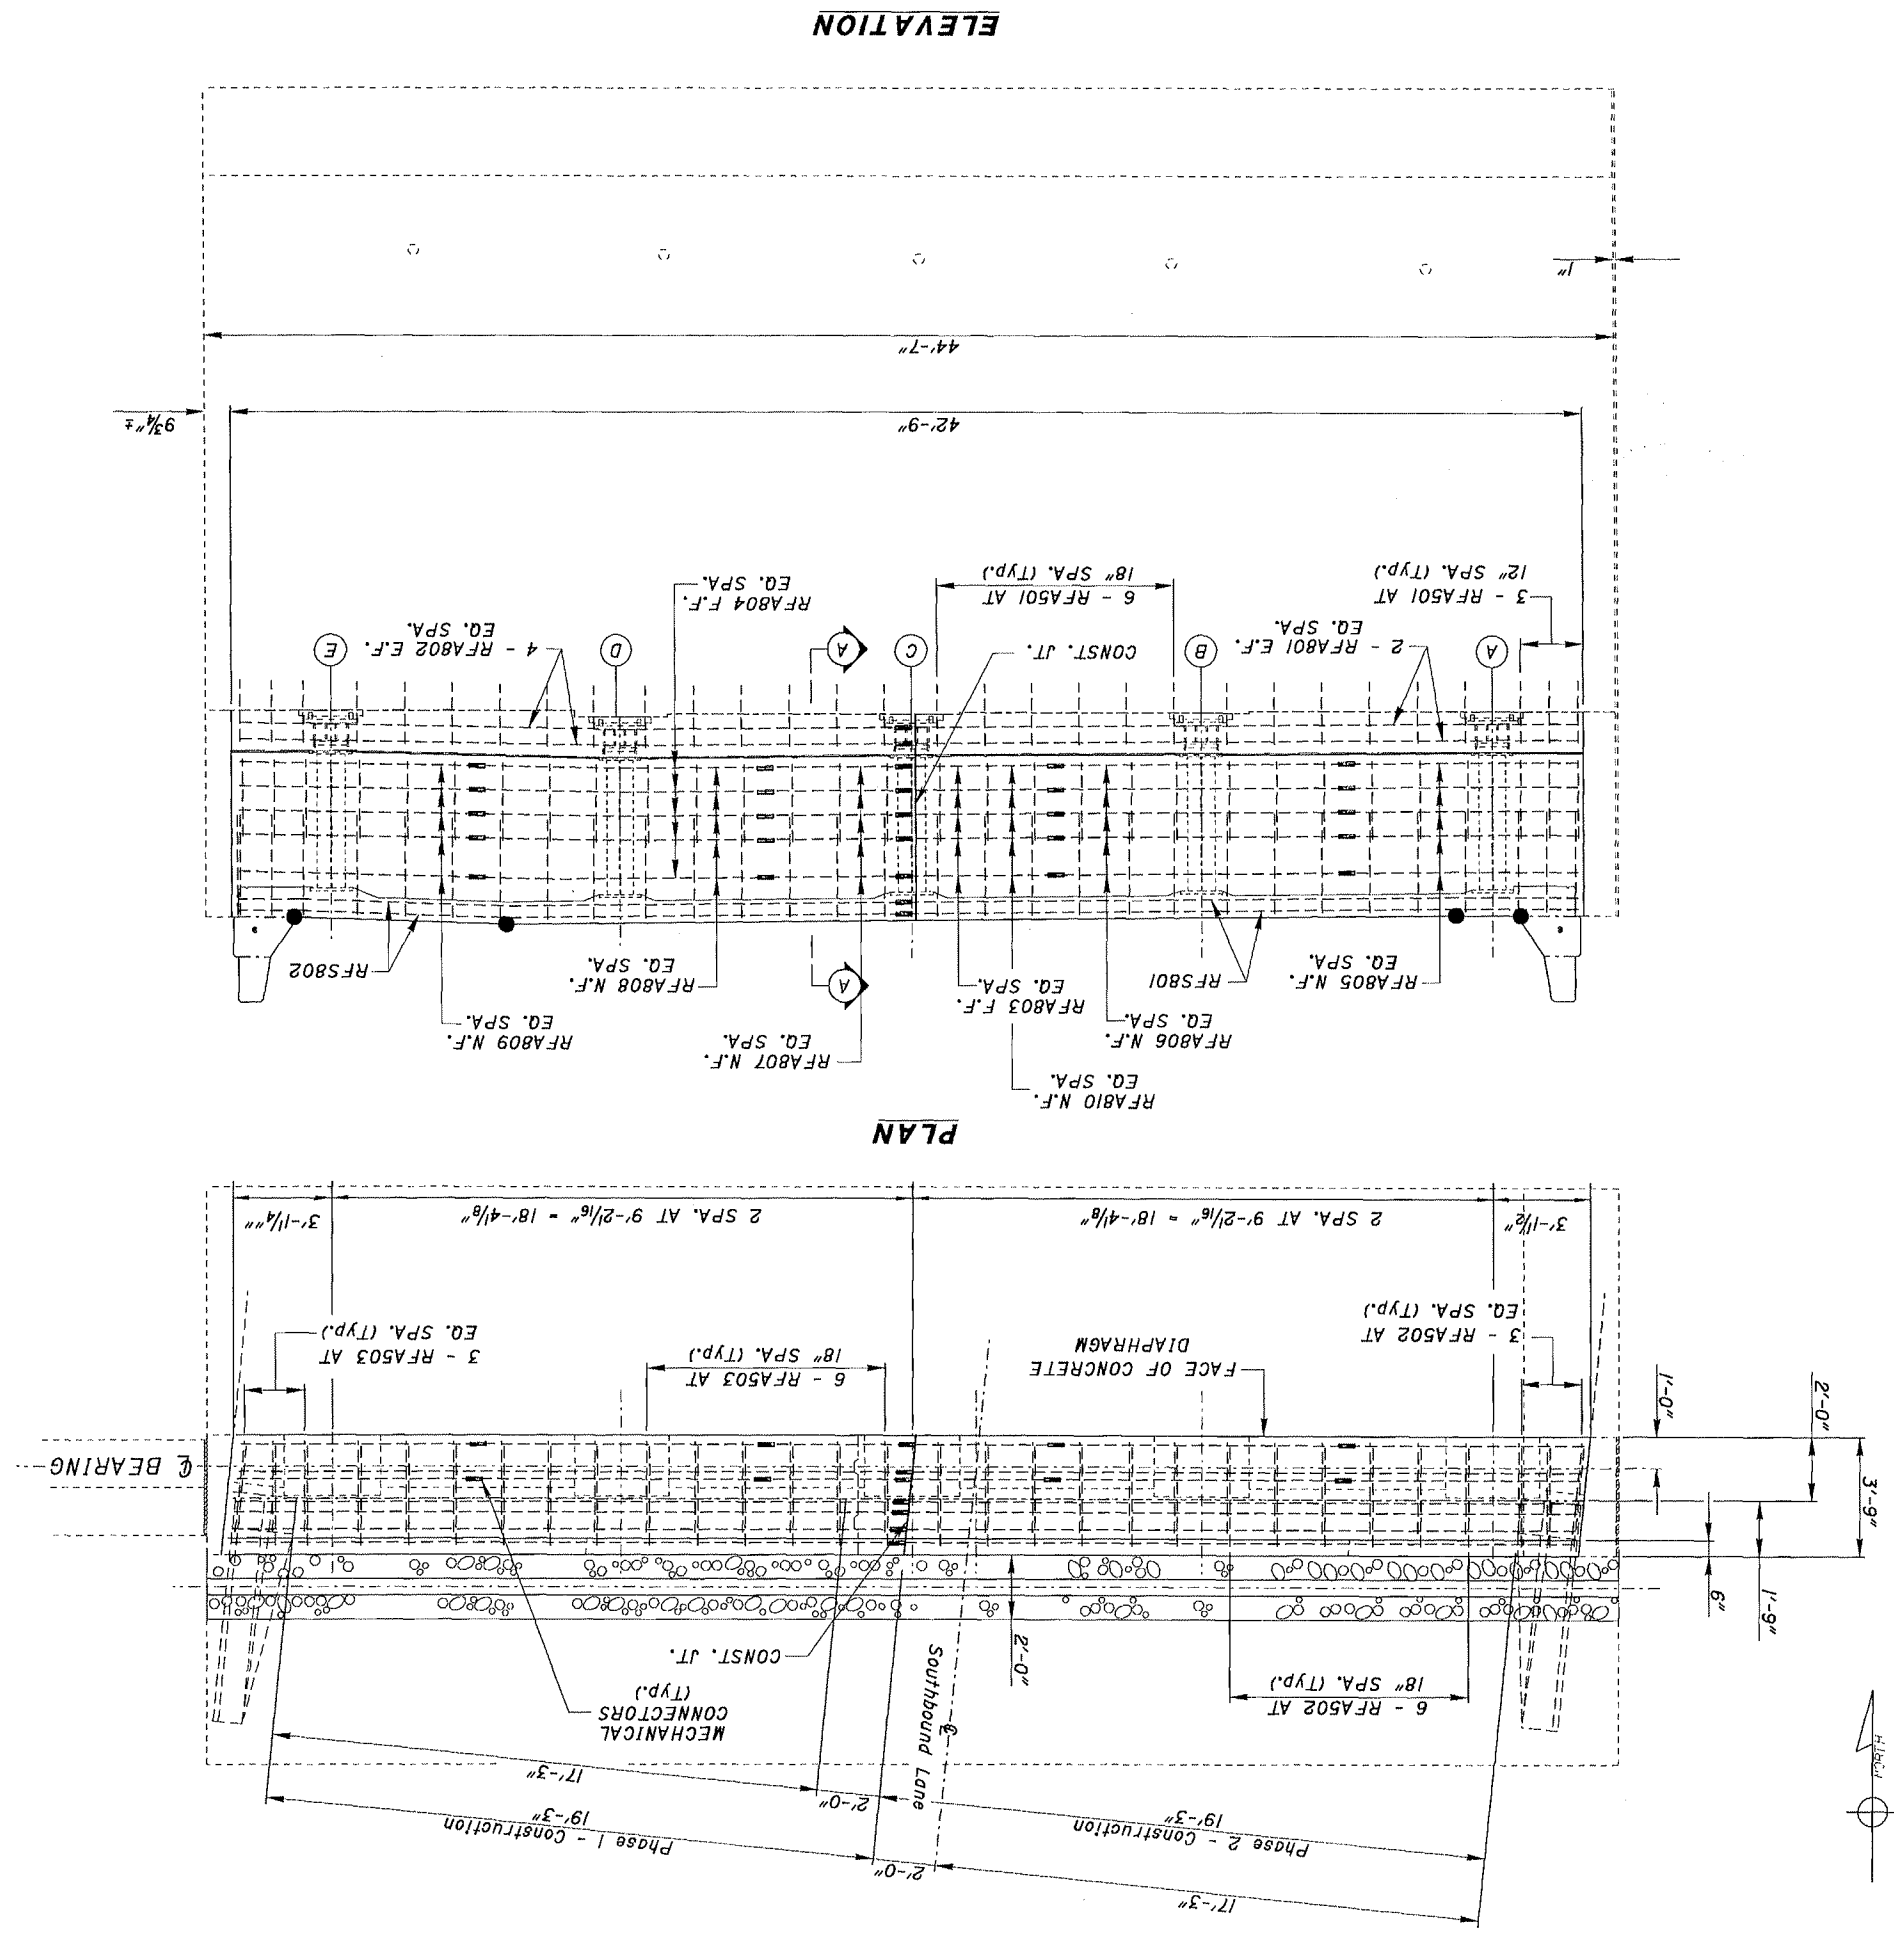 17'-3"
2'-0"
Phase 2 - Construction
19'-3"
Phase 1 - Construction
19'-3"
2'-0"
17'-3"
NORTH
6 - RFA502 AT
18" SPA. (Typ.)
℄ Southbound Lane
2'-0"
MECHANICAL
CONNECTORS
(Typ.)
CONST. JT.
1'-9"
6"
3'-9"
2'-0"
1'-0"
℄ BEARING
3 - RFA502 AT
EQ. SPA. (Typ.)
FACE OF CONCRETE
DIAPHRAGM
6 - RFA503 AT
18" SPA. (Typ.)
3 - RFA503 AT
EQ. SPA. (Typ.)
3'-1½"
2 SPA. AT 9'-2 1/16" = 18'-4⅛"
2 SPA. AT 9'-2 1/16" = 18'-4⅛"
3'-1¼""
PLAN
RFA810 N.F.
EQ. SPA.
RFA806 N.F.
EQ. SPA.
RFA807 N.F.
EQ. SPA.
RFA809 N.F.
EQ. SPA.
RFA805 N.F.
EQ. SPA.
RFS801
RFA803 F.F.
EQ. SPA.
A
RFA808 N.F.
EQ. SPA.
RFS802
A
2 - RFA801 E.F.
EQ. SPA.
B
CONST. JT.
C
A
D
4 - RFA802 E.F.
EQ. SPA.
E
3 - RFA501 AT
12" SPA. (Typ.)
6 - RFA501 AT
18" SPA. (Typ.)
RFA804 F.F.
EQ. SPA.
42'-9"
9¾"±
44'-7"
1"
ELEVATION